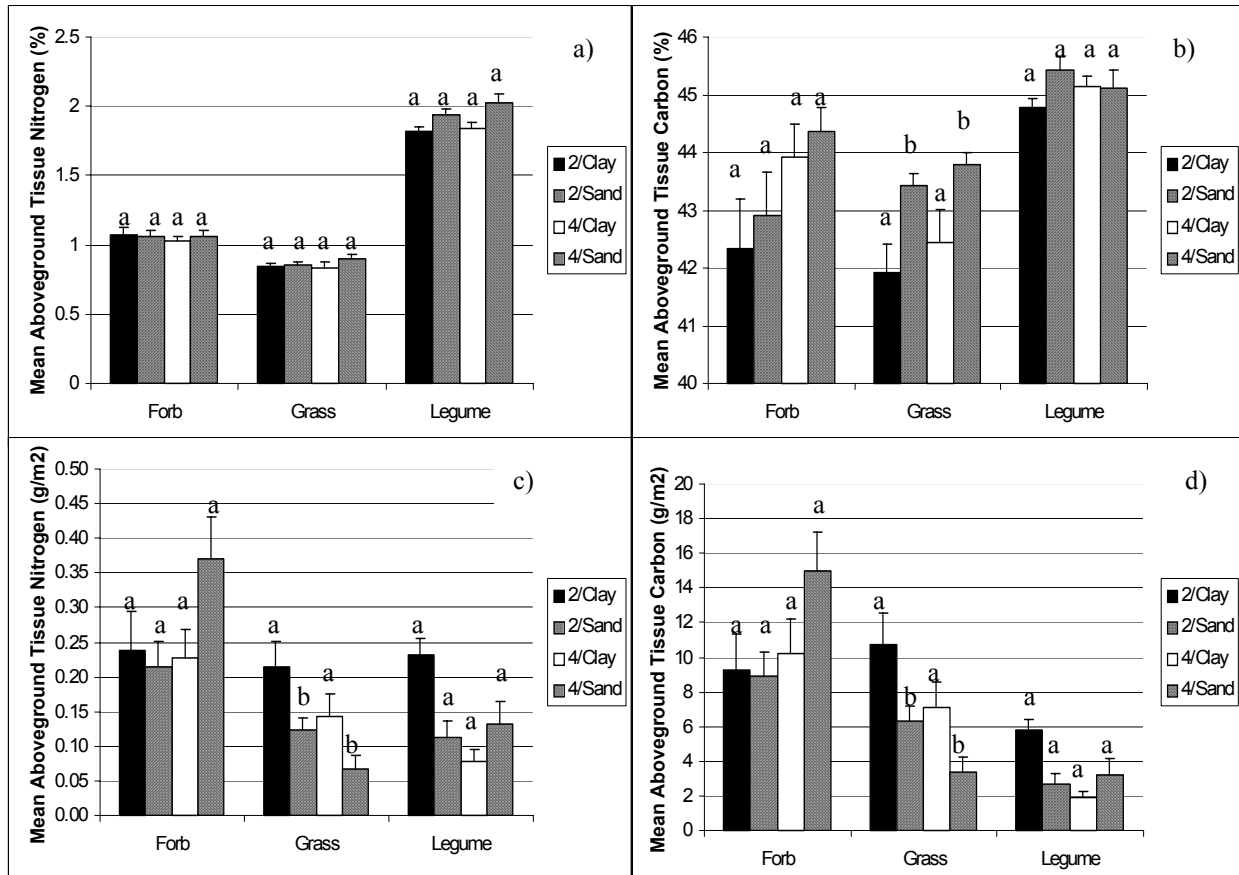 Mean Aboveground Tissue Nitrogen (%)
2.5
2
1.5
1
0.5
0
a a a a
a a a a
a a a a
Forb Grass Legume
a)
2/Clay
2/Sand
4/Clay
4/Sand
Mean Aboveground Tissue Carbon (%)
46
45
44
43
42
41
40
a a a a
a b a b
a a a a
Forb Grass Legume
b)
2/Clay
2/Sand
4/Clay
4/Sand
Mean Aboveground Tissue Nitrogen (g/m2)
0.50
0.45
0.40
0.35
0.30
0.25
0.20
0.15
0.10
0.05
0.00
a a a a
a b a b
a a a a
Forb Grass Legume
c)
2/Clay
2/Sand
4/Clay
4/Sand
Mean Aboveground Tissue Carbon (g/m2)
20
18
16
14
12
10
8
6
4
2
0
a a a a
a b a b
a a a a
Forb Grass Legume
d)
2/Clay
2/Sand
4/Clay
4/Sand